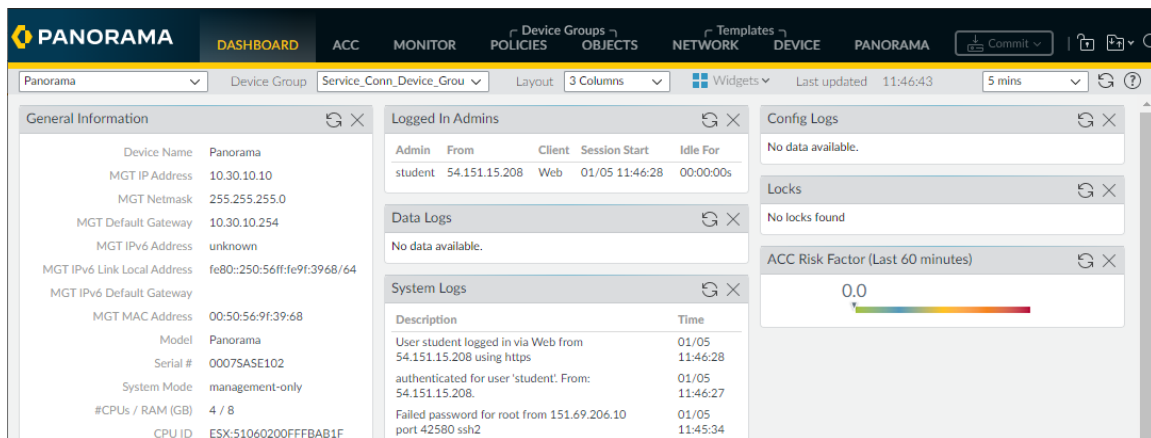 PANORAMA
Device Groups
Templates
DASHBOARD ACC MONITOR POLICIES OBJECTS NETWORK DEVICE PANORAMA Commit
Panorama Device Group Service_Conn_Device_Grou Layout 3 Columns Widgets Last updated 11:46:43 5 mins
General Information
Device Name Panorama
MGT IP Address 10.30.10.10
MGT Netmask 255.255.255.0
MGT Default Gateway 10.30.10.254
MGT IPv6 Address unknown
MGT IPv6 Link Local Address fe80::250:56ff:fe9f:3968/64
MGT IPv6 Default Gateway
MGT MAC Address 00:50:56:9f:39:68
Model Panorama
Serial # 0007SASE102
System Mode management-only
#CPUs / RAM (GB) 4 / 8
CPU ID ESX:51060200FFFBAB1F
Logged In Admins
Admin From Client Session Start Idle For
student 54.151.15.208 Web 01/05 11:46:28 00:00:00s
Data Logs
No data available.
System Logs
Description Time
User student logged in via Web from 01/05
54.151.15.208 using https 11:46:28
authenticated for user 'student'. From: 01/05
54.151.15.208. 11:46:27
Failed password for root from 151.69.206.10 01/05
port 42580 ssh2 11:45:34
Config Logs
No data available.
Locks
No locks found
ACC Risk Factor (Last 60 minutes)
0.0